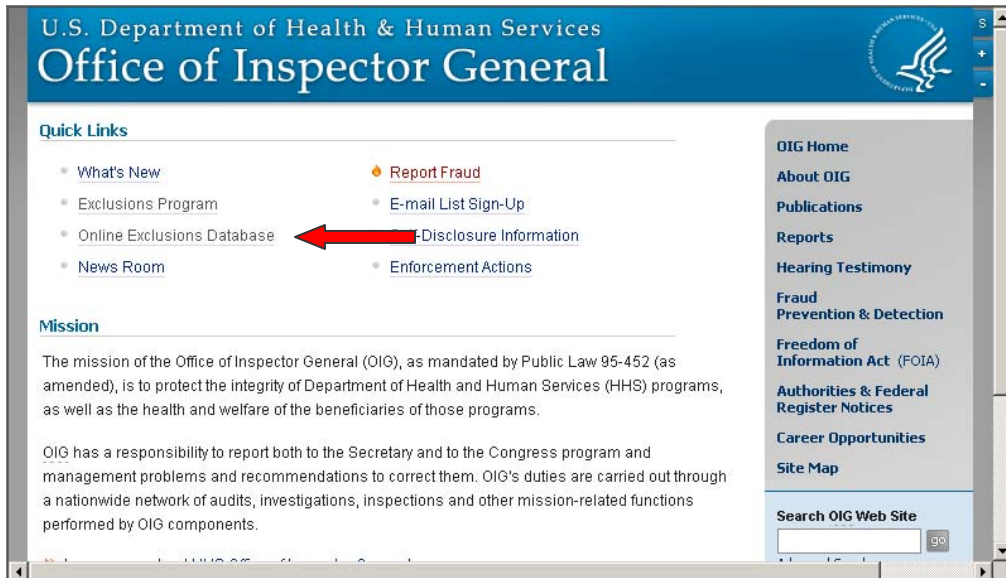 U.S. Department of Health & Human Services
Office of Inspector General
S
+
-
Quick Links
What's New
Exclusions Program
Online Exclusions Database
News Room
Report Fraud
E-mail List Sign-Up
-Disclosure Information
Enforcement Actions
Mission
The mission of the Office of Inspector General (OIG), as mandated by Public Law 95-452 (as
amended), is to protect the integrity of Department of Health and Human Services (HHS) programs,
as well as the health and welfare of the beneficiaries of those programs.
OIG has a responsibility to report both to the Secretary and to the Congress program and
management problems and recommendations to correct them. OIG's duties are carried out through
a nationwide network of audits, investigations, inspections and other mission-related functions
performed by OIG components.
OIG Home
About OIG
Publications
Reports
Hearing Testimony
Fraud
Prevention & Detection
Freedom of
Information Act (FOIA)
Authorities & Federal
Register Notices
Career Opportunities
Site Map
Search OIG Web Site
go